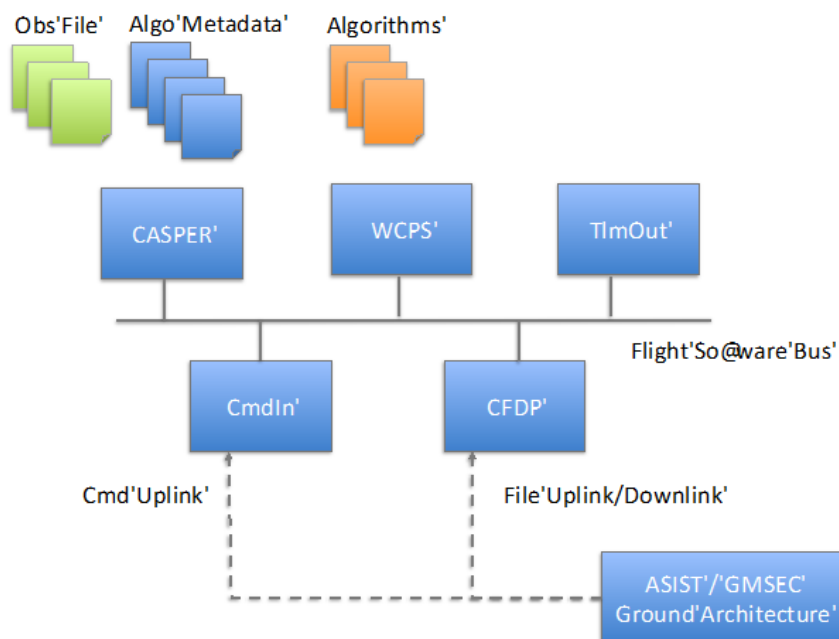 Obs'File'
Algo'Metadata'
Algorithms'
CASPER'
WCPS'
TlmOut'
Flight'So@ware'Bus'
CmdIn'
CFDP'
Cmd'Uplink'
File'Uplink/Downlink'
ASIST'/'GMSEC'
Ground'Architecture'